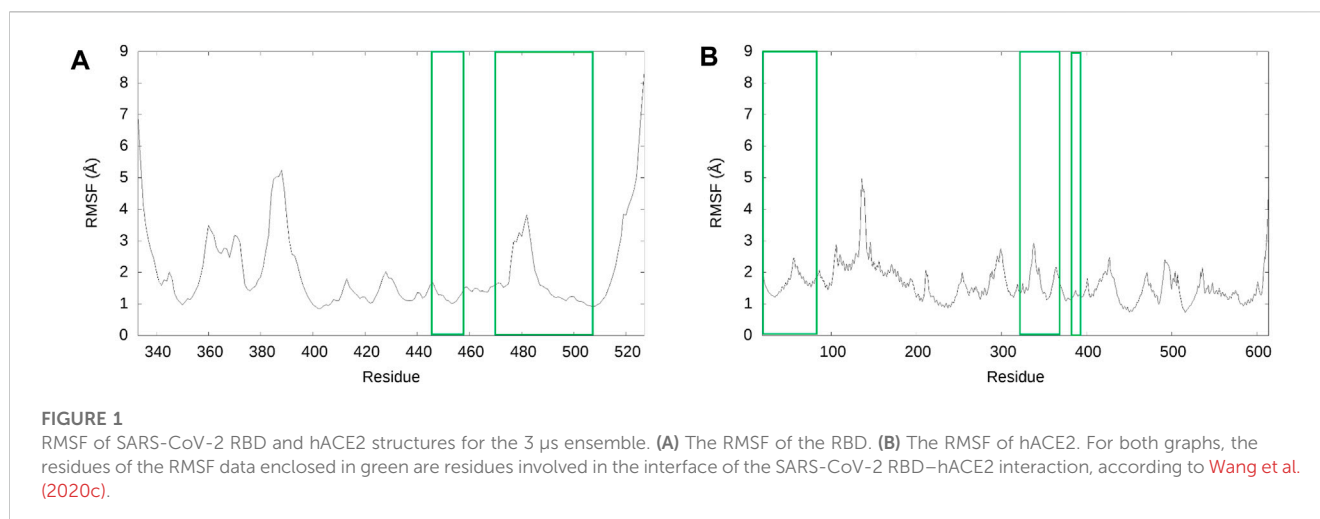 A
9
8
7
6
5
4
3
2
1
0
RMSF (Å)
340 360 380 400 420 440 460 480 500 520
Residue
B
9
8
7
6
5
4
3
2
1
0
RMSF (Å)
100 200 300 400 500 600
Residue
FIGURE 1
RMSF of SARS-CoV-2 RBD and hACE2 structures for the 3 µs ensemble. (A) The RMSF of the RBD. (B) The RMSF of hACE2. For both graphs, the
residues of the RMSF data enclosed in green are residues involved in the interface of the SARS-CoV-2 RBD–hACE2 interaction, according to Wang et al.
(2020c).